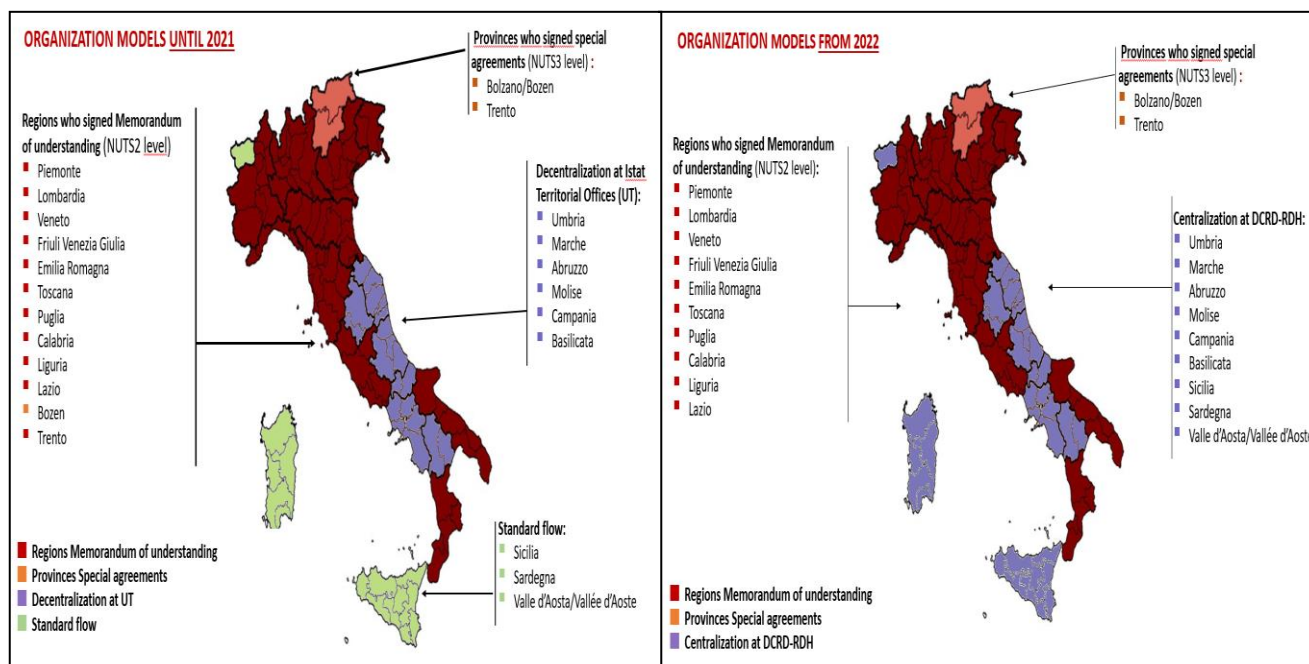 ORGANIZATION MODELS UNTIL 2021
Provinces who signed special
agreements (NUTS3 level) :
Bolzano/Bozen
Trento
Regions who signed Memorandum
of understanding (NUTS2 level)
Piemonte
Lombardia
Veneto
Friuli Venezia Giulia
Emilia Romagna
Toscana
Puglia
Calabria
Liguria
Lazio
Bozen
Trento
Decentralization at Istat
Territorial Offices (UT):
Umbria
Marche
Abruzzo
Molise
Campania
Basilicata
Standard flow:
Sicilia
Sardegna
Valle d'Aosta/Vallée d'Aoste
Regions Memorandum of understanding
Provinces Special agreements
Decentralization at UT
Standard flow
ORGANIZATION MODELS FROM 2022
Provinces who signed special
agreements (NUTS3 level) :
Bolzano/Bozen
Trento
Regions who signed Memorandum
of understanding (NUTS2 level):
Piemonte
Lombardia
Veneto
Friuli Venezia Giulia
Emilia Romagna
Toscana
Puglia
Calabria
Liguria
Lazio
Centralization at DCRD-RDH:
Umbria
Marche
Abruzzo
Molise
Campania
Basilicata
Sicilia
Sardegna
Valle d'Aosta/Vallée d'Aoste
Regions Memorandum of understanding
Provinces Special agreements
Centralization at DCRD-RDH